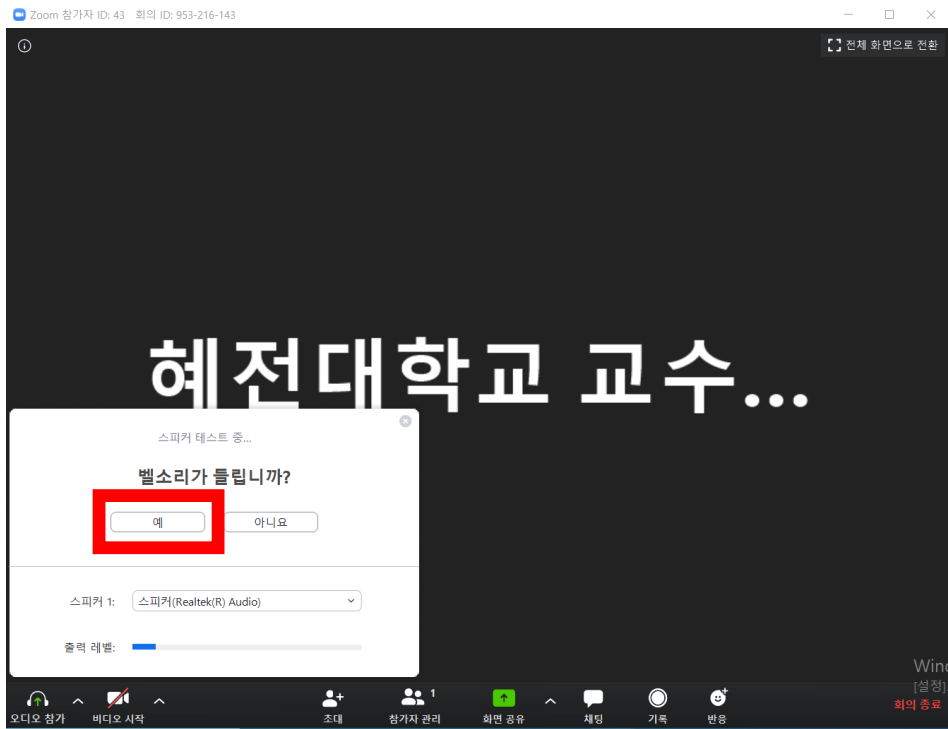 Zoom 참가자 ID: 43 회의 ID: 953-216-143
전체 화면으로 전환
혜전대학교 교수...
스피커 테스트 중...
벨소리가 들립니까?
예 아니요
스피커 1: 스피커(Realtek(R) Audio)
출력 레벨:
Wind
[설정]
1
오디오 참가 비디오 시작 초대 참가자 관리 화면 공유 채팅 기록 반응 회의 종료